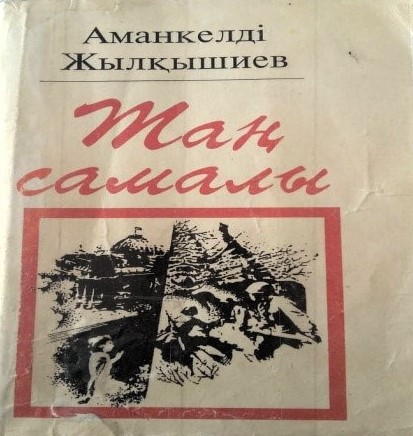 Аманкелді
Жылқышиев
Таң
самалы